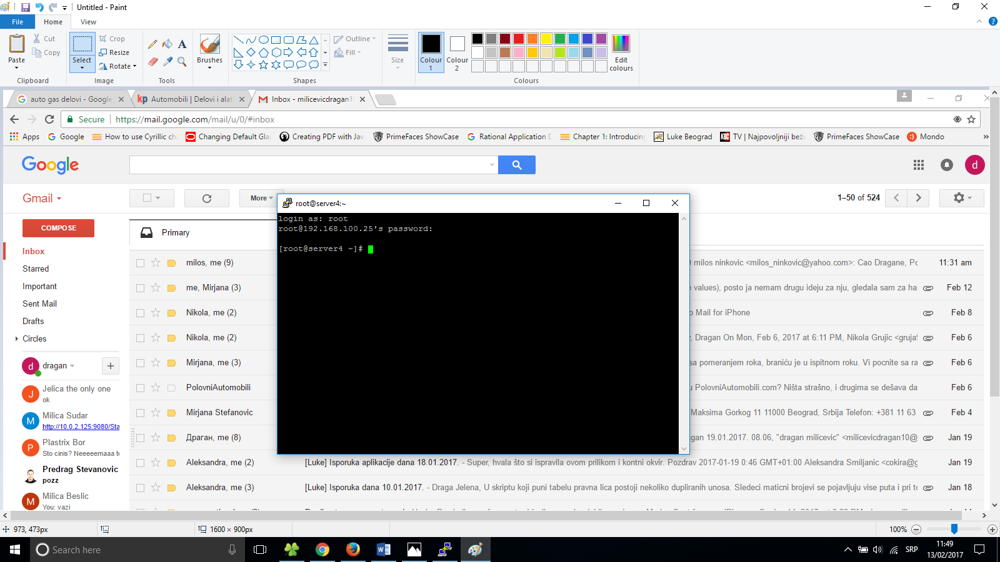 Untitled - Paint
File Home View
Paste
Cut
Copy
Clipboard
Select
Crop
Resize
Rotate
Image
Tools
Brushes
Shapes
Outline
Fill
Size
Colour 1
Colour 2
Edit colours
Colours
auto gas delovi - Google
Automobili | Delovi i alat
Inbox - milicevicdragan1
Secure https://mail.google.com/mail/u/0/#inbox
Apps Google How to use Cyrillic Changing Default Creating PDF with PrimeFaces ShowCase Rational Application Chapter 1: Introducing Luke Beograd TV | Najpovoljniji PrimeFaces ShowCase Mondo
Google
d
Gmail
More
1–50 of 524
COMPOSE
Primary
Inbox
Starred
Important
Sent Mail
Drafts
Circles
dragan
Jelica the only one
ok
Milica Sudar
http://10.0.2.125:9080/Sta
Plastrix Bor
Sto cinis? Neeeeemaaa
Predrag Stevanovic
pozz
Milica Beslic
You: vazi
root@server4:~
login as: root
root@192.168.100.25's password:
[root@server4 ~]#
milos, me (9) milos ninkovic <milos_ninkovic@yahoo.com>: Cao Dragane, 11:31 am
me, Mirjana (3) values), posto ja nemam drugu ideju za nju, gledala sam za Feb 12
Nikola, me (2) Mail for iPhone Feb 8
Nikola, me (2) Dragan On Mon, Feb 6, 2017 at 6:11 PM, Nikola Grujic Feb 6
Mirjana, me (3) sa pomeranjem roka, braniću je u ispitnom roku. Vi pocnite sa Feb 6
PolovniAutomobili u PolovniAutomobili.com? Ništa strašno, i drugima se dešava da Feb 6
Mirjana Stefanovic Maksima Gorkog 11 11000 Beograd, Srbija Telefon: +381 11 63 Feb 4
Драган, me (8) gan 19.01.2017. 08.06, "dragan milicevic" <milicevicdragan10@ Jan 19
Aleksandra, me (2) [Luke] Isporuka aplikacije dana 18.01.2017. - Super, hvala što si ispravila ovom prilikom i kontni okvir. Pozdrav 2017-01-19 0:46 GMT+01:00 Aleksandra Smiljanic <cokira@g Jan 19
Aleksandra, me (3) [Luke] Isporuka dana 10.01.2017. - Draga Jelena, U skriptu koji puni tabelu pravna lica postoji nekoliko dupliranih unosa. Sledeci maticni brojevi se pojavljuju vise puta i pri Jan 18
973, 473px
1600 × 900px
100%
Search here
SRP
11:49
13/02/2017